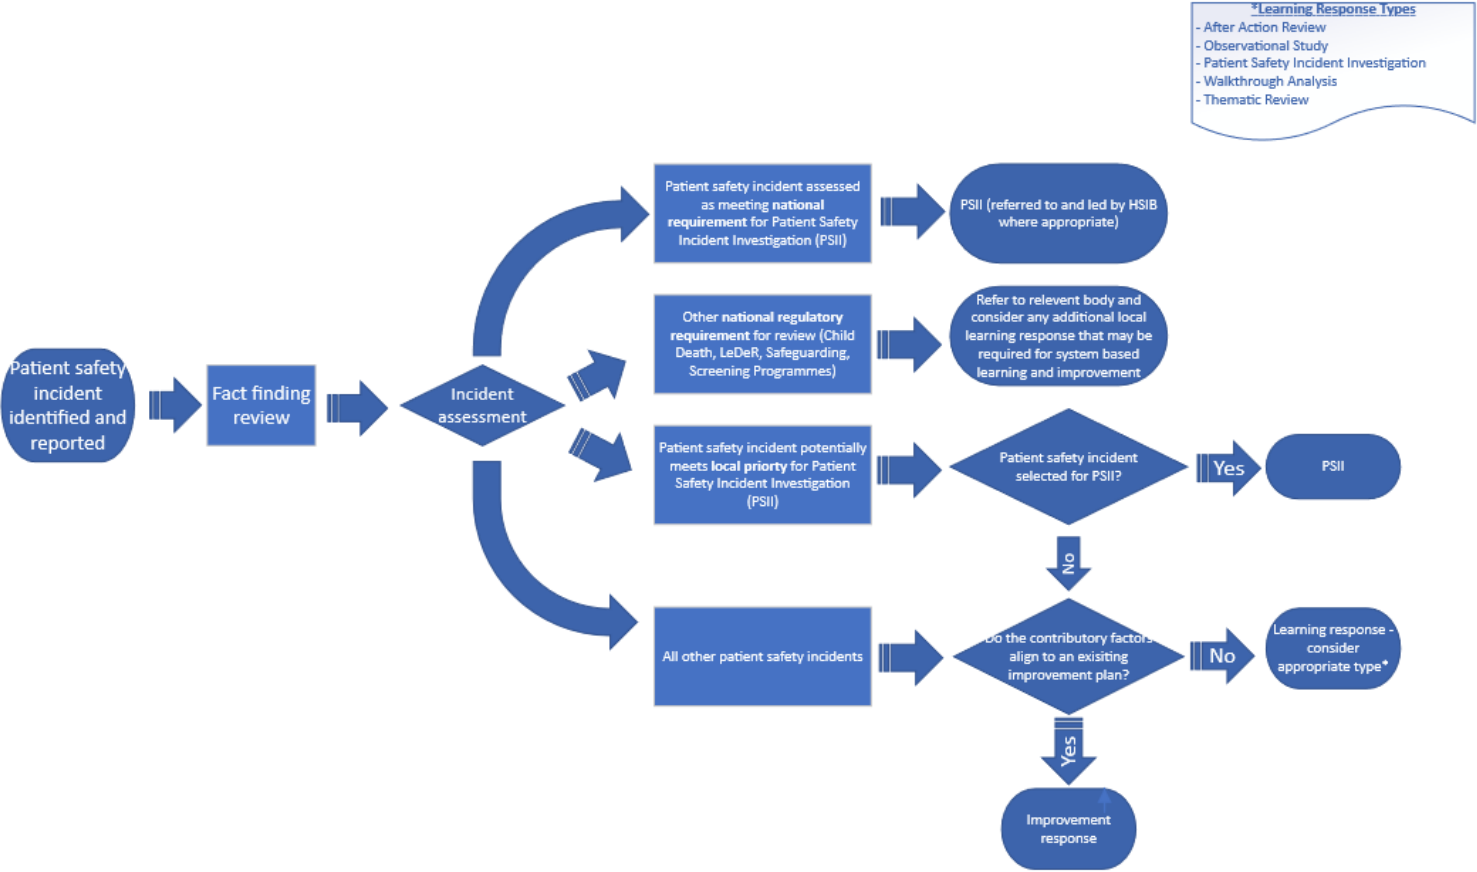 *Learning Response Types
- After Action Review
- Observational Study
- Patient Safety Incident Investigation
- Walkthrough Analysis
- Thematic Review
Patient safety
incident
identified and
reported
Fact finding
review
Incident
assessment
Patient safety incident assessed
as meeting national
requirement for Patient Safety
Incident Investigation (PSII)
PSII (referred to and led by HSIB
where appropriate)
Other national regulatory
requirement for review (Child
Death, LeDeR, Safeguarding,
Screening Programmes)
Refer to relevent body and
consider any additional local
learning response that may be
required for system based
learning and improvement
Patient safety incident potentially
meets local priorty for Patient
Safety Incident Investigation
(PSII)
Patient safety incident
selected for PSII?
Yes
PSII
No
All other patient safety incidents
Do the contributory factors
align to an exisiting
improvement plan?
No
Learning response -
consider
appropriate type*
Yes
Improvement
response